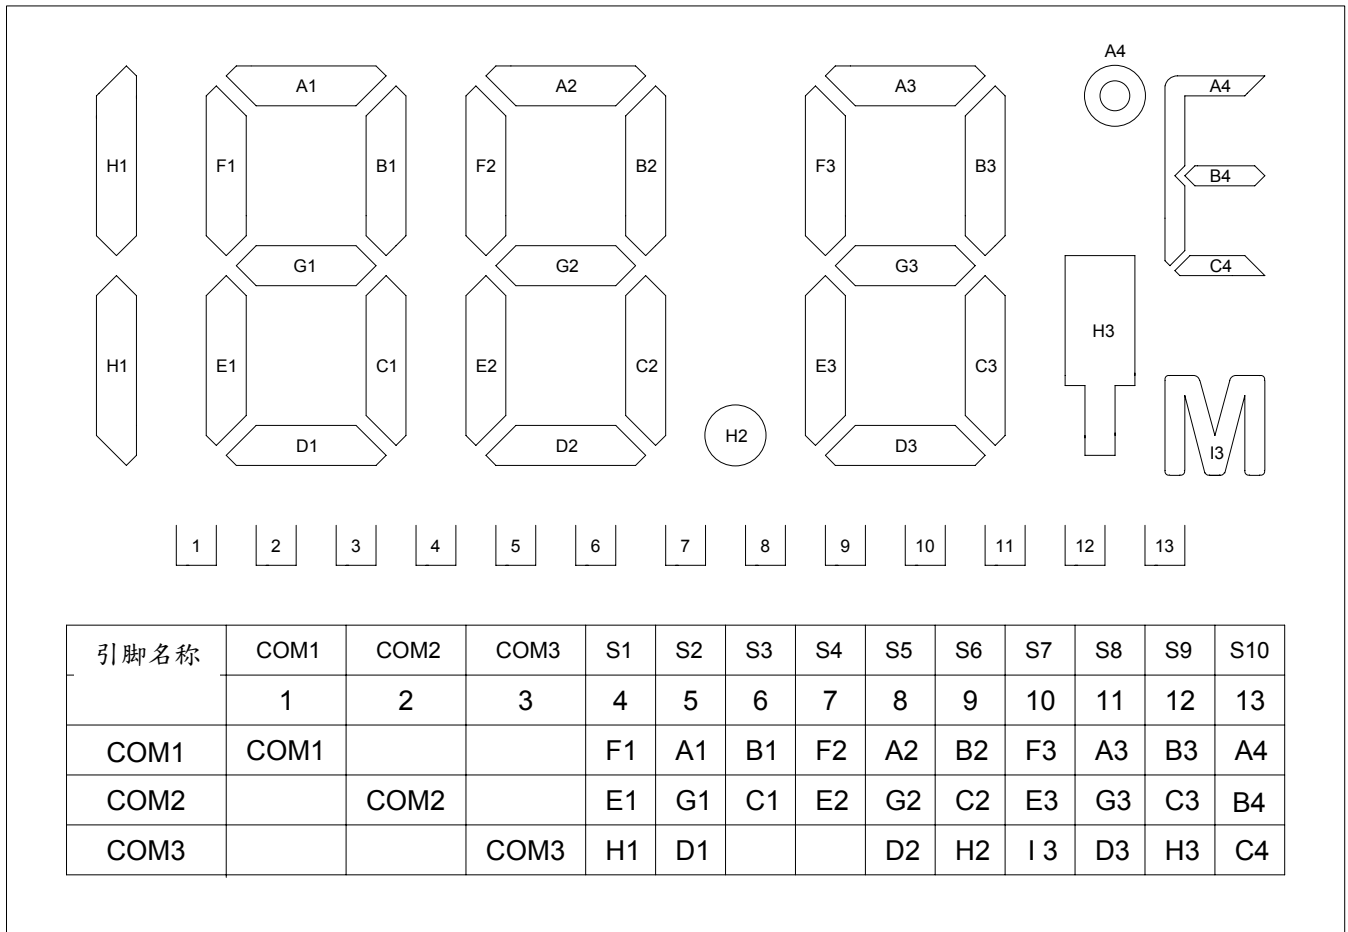 A4
A1 A2 A3 A4
H1 F1 B1 F2 B2 F3 B3 B4
G1 G2 G3 C4
H3
H1 E1 C1 E2 C2 E3 C3
D1 D2 H2 D3 I3
1 2 3 4 5 6 7 8 9 10 11 12 13
引脚名称 COM1 COM2 COM3 S1 S2 S3 S4 S5 S6 S7 S8 S9 S10
1 2 3 4 5 6 7 8 9 10 11 12 13
COM1 COM1 F1 A1 B1 F2 A2 B2 F3 A3 B3 A4
COM2 COM2 E1 G1 C1 E2 G2 C2 E3 G3 C3 B4
COM3 COM3 H1 D1 D2 H2 I 3 D3 H3 C4